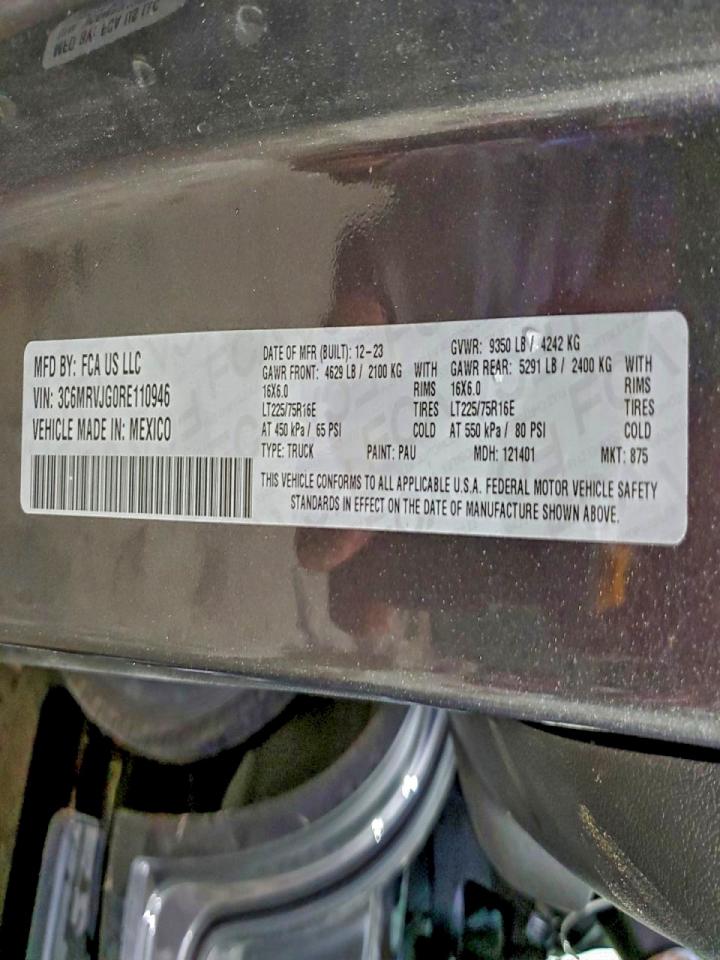 MFD BY: FCA US LLC
VIN: 3C6MRVJG0RE110946
VEHICLE MADE IN: MEXICO
DATE OF MFR (BUILT): 12-23
GVWR: 9350 LB / 4242 KG
GAWR FRONT: 4629 LB / 2100 KG WITH
GAWR REAR: 5291 LB / 2400 KG WITH
16X6.0 RIMS
16X6.0 RIMS
LT225/75R16E TIRES
LT225/75R16E TIRES
AT 450 kPa / 65 PSI COLD
AT 550 kPa / 80 PSI COLD
TYPE: TRUCK PAINT: PAU MDH: 121401 MKT: 875
THIS VEHICLE CONFORMS TO ALL APPLICABLE U.S.A. FEDERAL MOTOR VEHICLE SAFETY
STANDARDS IN EFFECT ON THE DATE OF MANUFACTURE SHOWN ABOVE.